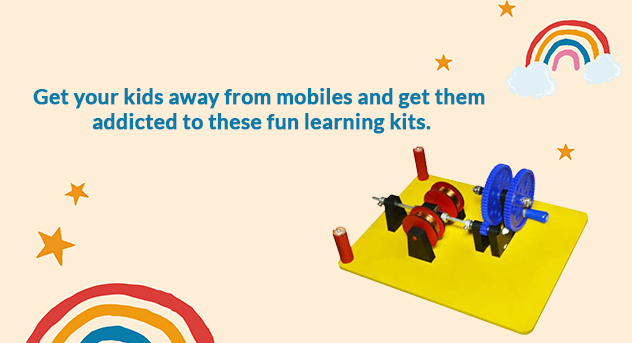 Get your kids away from mobiles and get them
addicted to these fun learning kits.